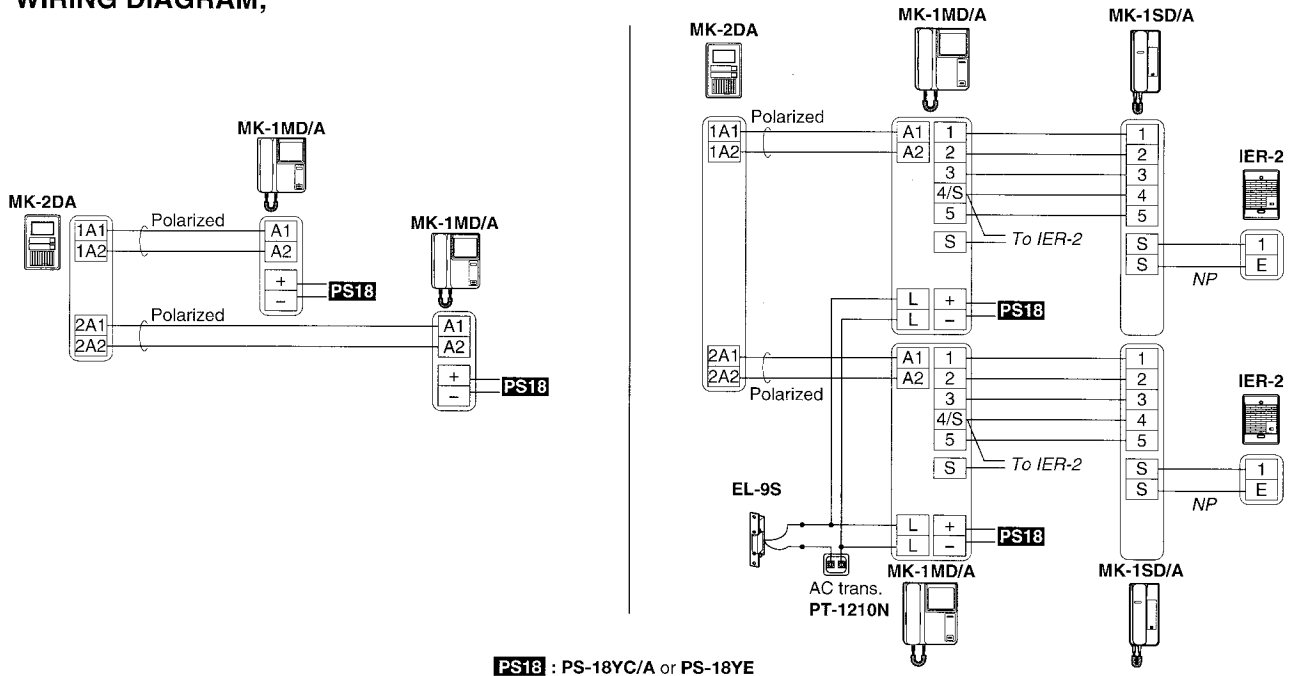 WIRING DIAGRAM;
MK-1MD/A
MK-2DA
Polarized
1A1
1A2
A1
A2
+
–
PS18
MK-1MD/A
2A1
2A2
Polarized
A1
A2
+
–
PS18
MK-2DA
MK-1MD/A
MK-1SD/A
Polarized
1A1
1A2
A1 1
A2 2
3
4/S
5
S
To IER-2
1
2
3
4
5
S
S
NP
IER-2
1
E
L +
L –
PS18
2A1
2A2
Polarized
A1 1
A2 2
3
4/S
5
S
To IER-2
1
2
3
4
5
S
S
NP
IER-2
1
E
EL-9S
L +
L –
PS18
AC trans.
PT-1210N
MK-1MD/A
MK-1SD/A
PS18 : PS-18YC/A or PS-18YE